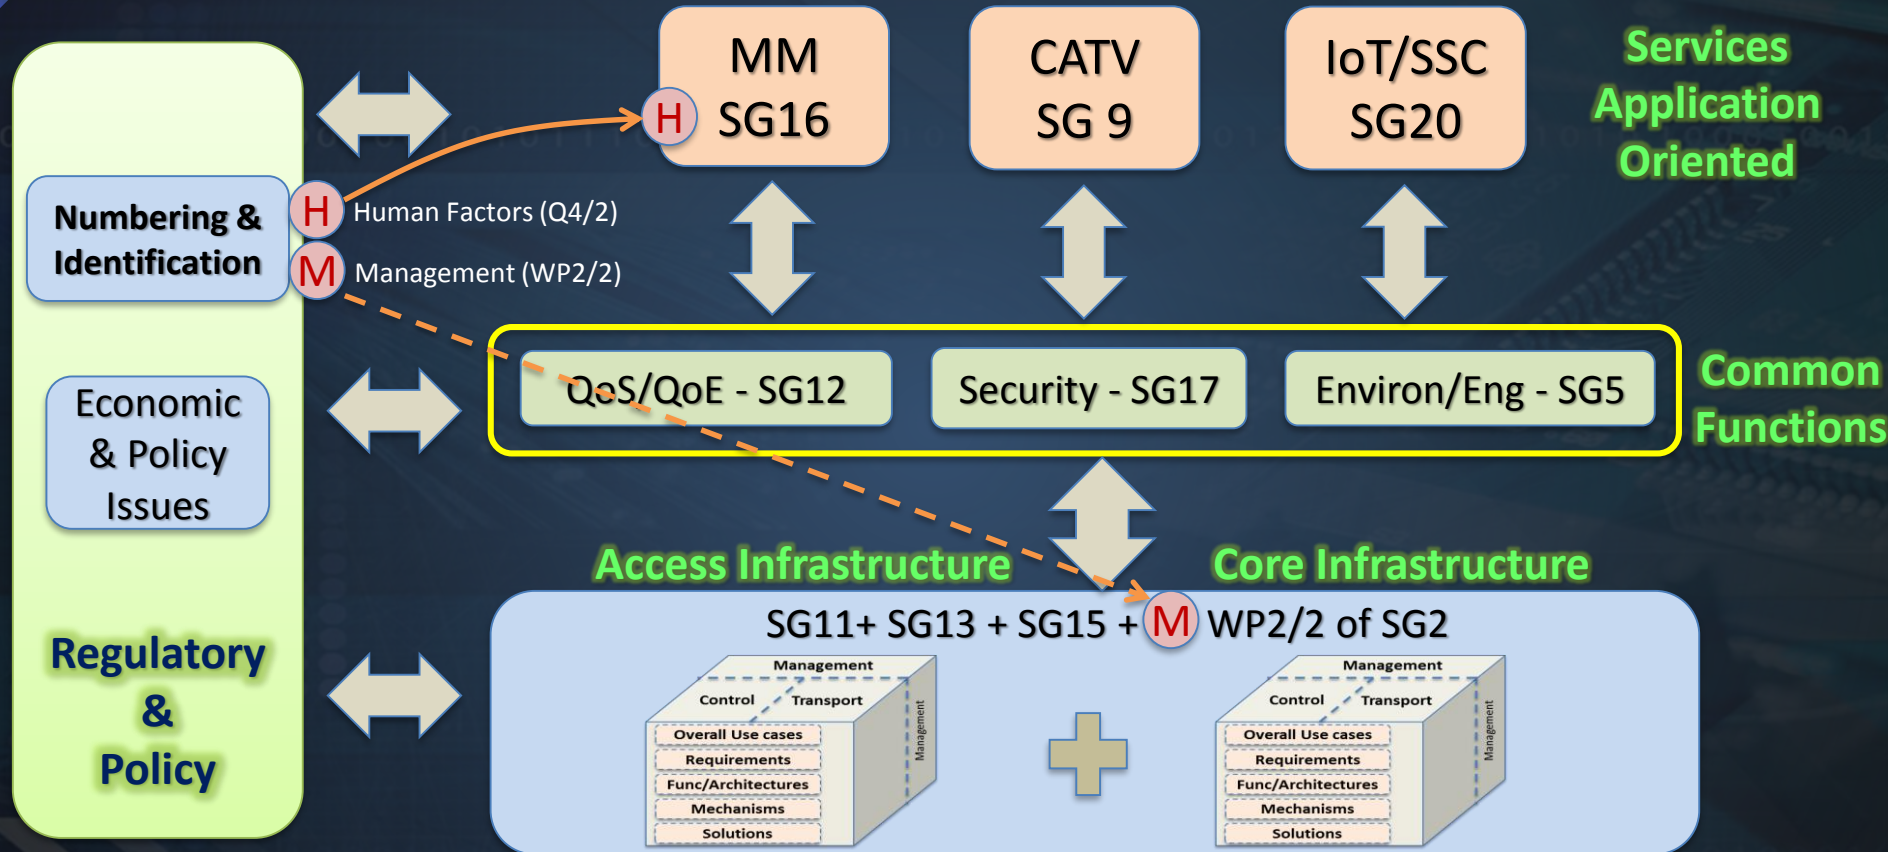 MM
SG16
CATV
SG 9
IoT/SSC
SG20
Services
Application
Oriented
H
Numbering &
Identification
H
Human Factors (Q4/2)
M
Management (WP2/2)
Economic
& Policy
Issues
Regulatory
&
Policy
QoS/QoE - SG12
Security - SG17
Environ/Eng - SG5
Common
Functions
Access Infrastructure
Core Infrastructure
SG11+ SG13 + SG15 + M WP2/2 of SG2
Management
Control
Transport
Management
Overall Use cases
Requirements
Func/Architectures
Mechanisms
Solutions
Management
Control
Transport
Management
Overall Use cases
Requirements
Func/Architectures
Mechanisms
Solutions